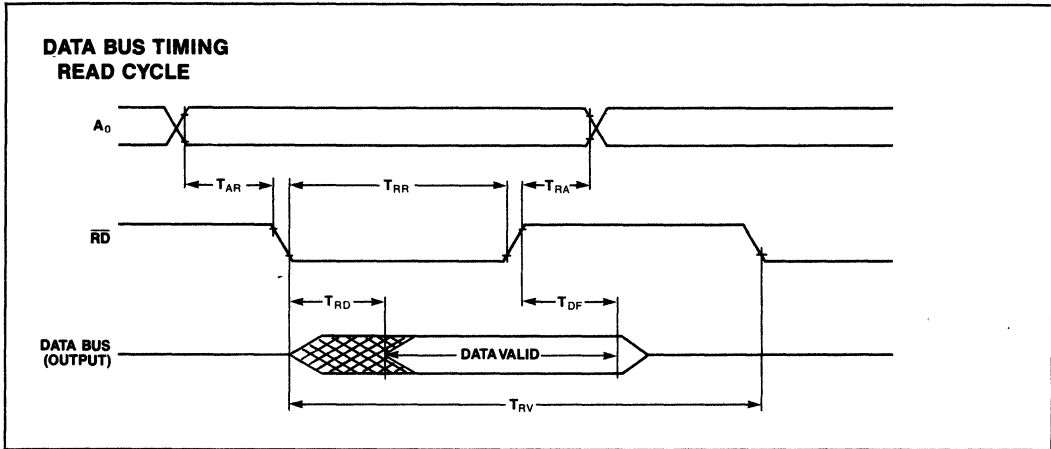 DATA BUS TIMING
READ CYCLE
A0
TAR
TRR
TRA
RD
TRD
TDF
DATA BUS
(OUTPUT)
DATA VALID
TRV